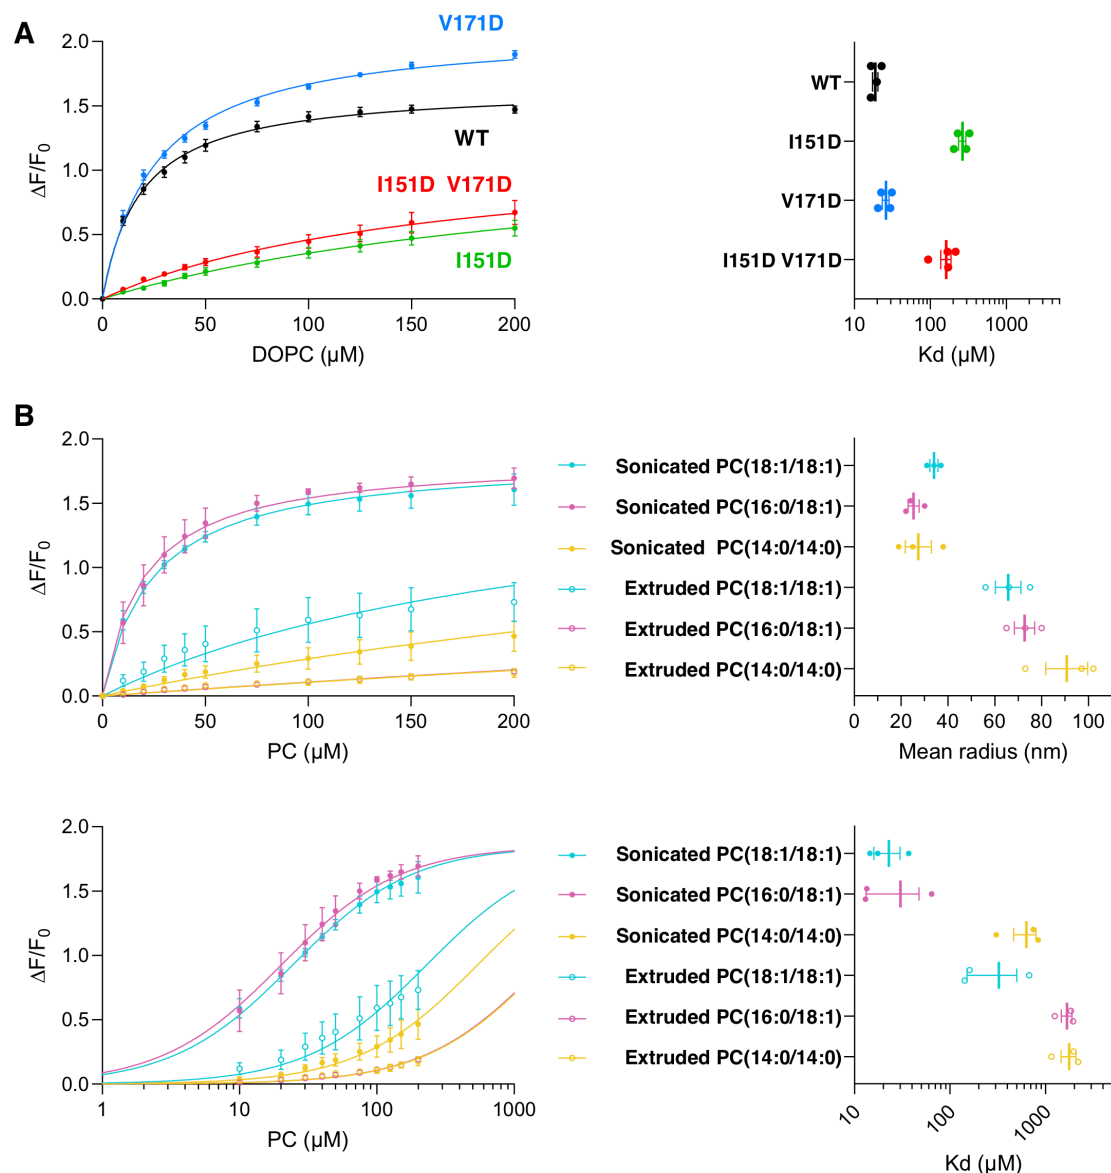 A
V171D
2.0
1.5
1.0
0.5
0.0
ΔF/F0
WT
I151D V171D
I151D
0
50
100
150
200
DOPC (µM)
WT
I151D
V171D
I151D V171D
10
100
1000
Kd (µM)
B
2.0
1.5
1.0
0.5
0.0
ΔF/F0
0
50
100
150
200
PC (µM)
Sonicated PC(18:1/18:1)
Sonicated PC(16:0/18:1)
Sonicated PC(14:0/14:0)
Extruded PC(18:1/18:1)
Extruded PC(16:0/18:1)
Extruded PC(14:0/14:0)
0
20
40
60
80
100
Mean radius (nm)
2.0
1.5
1.0
0.5
0.0
ΔF/F0
1
10
100
1000
PC (µM)
Sonicated PC(18:1/18:1)
Sonicated PC(16:0/18:1)
Sonicated PC(14:0/14:0)
Extruded PC(18:1/18:1)
Extruded PC(16:0/18:1)
Extruded PC(14:0/14:0)
10
100
1000
Kd (µM)